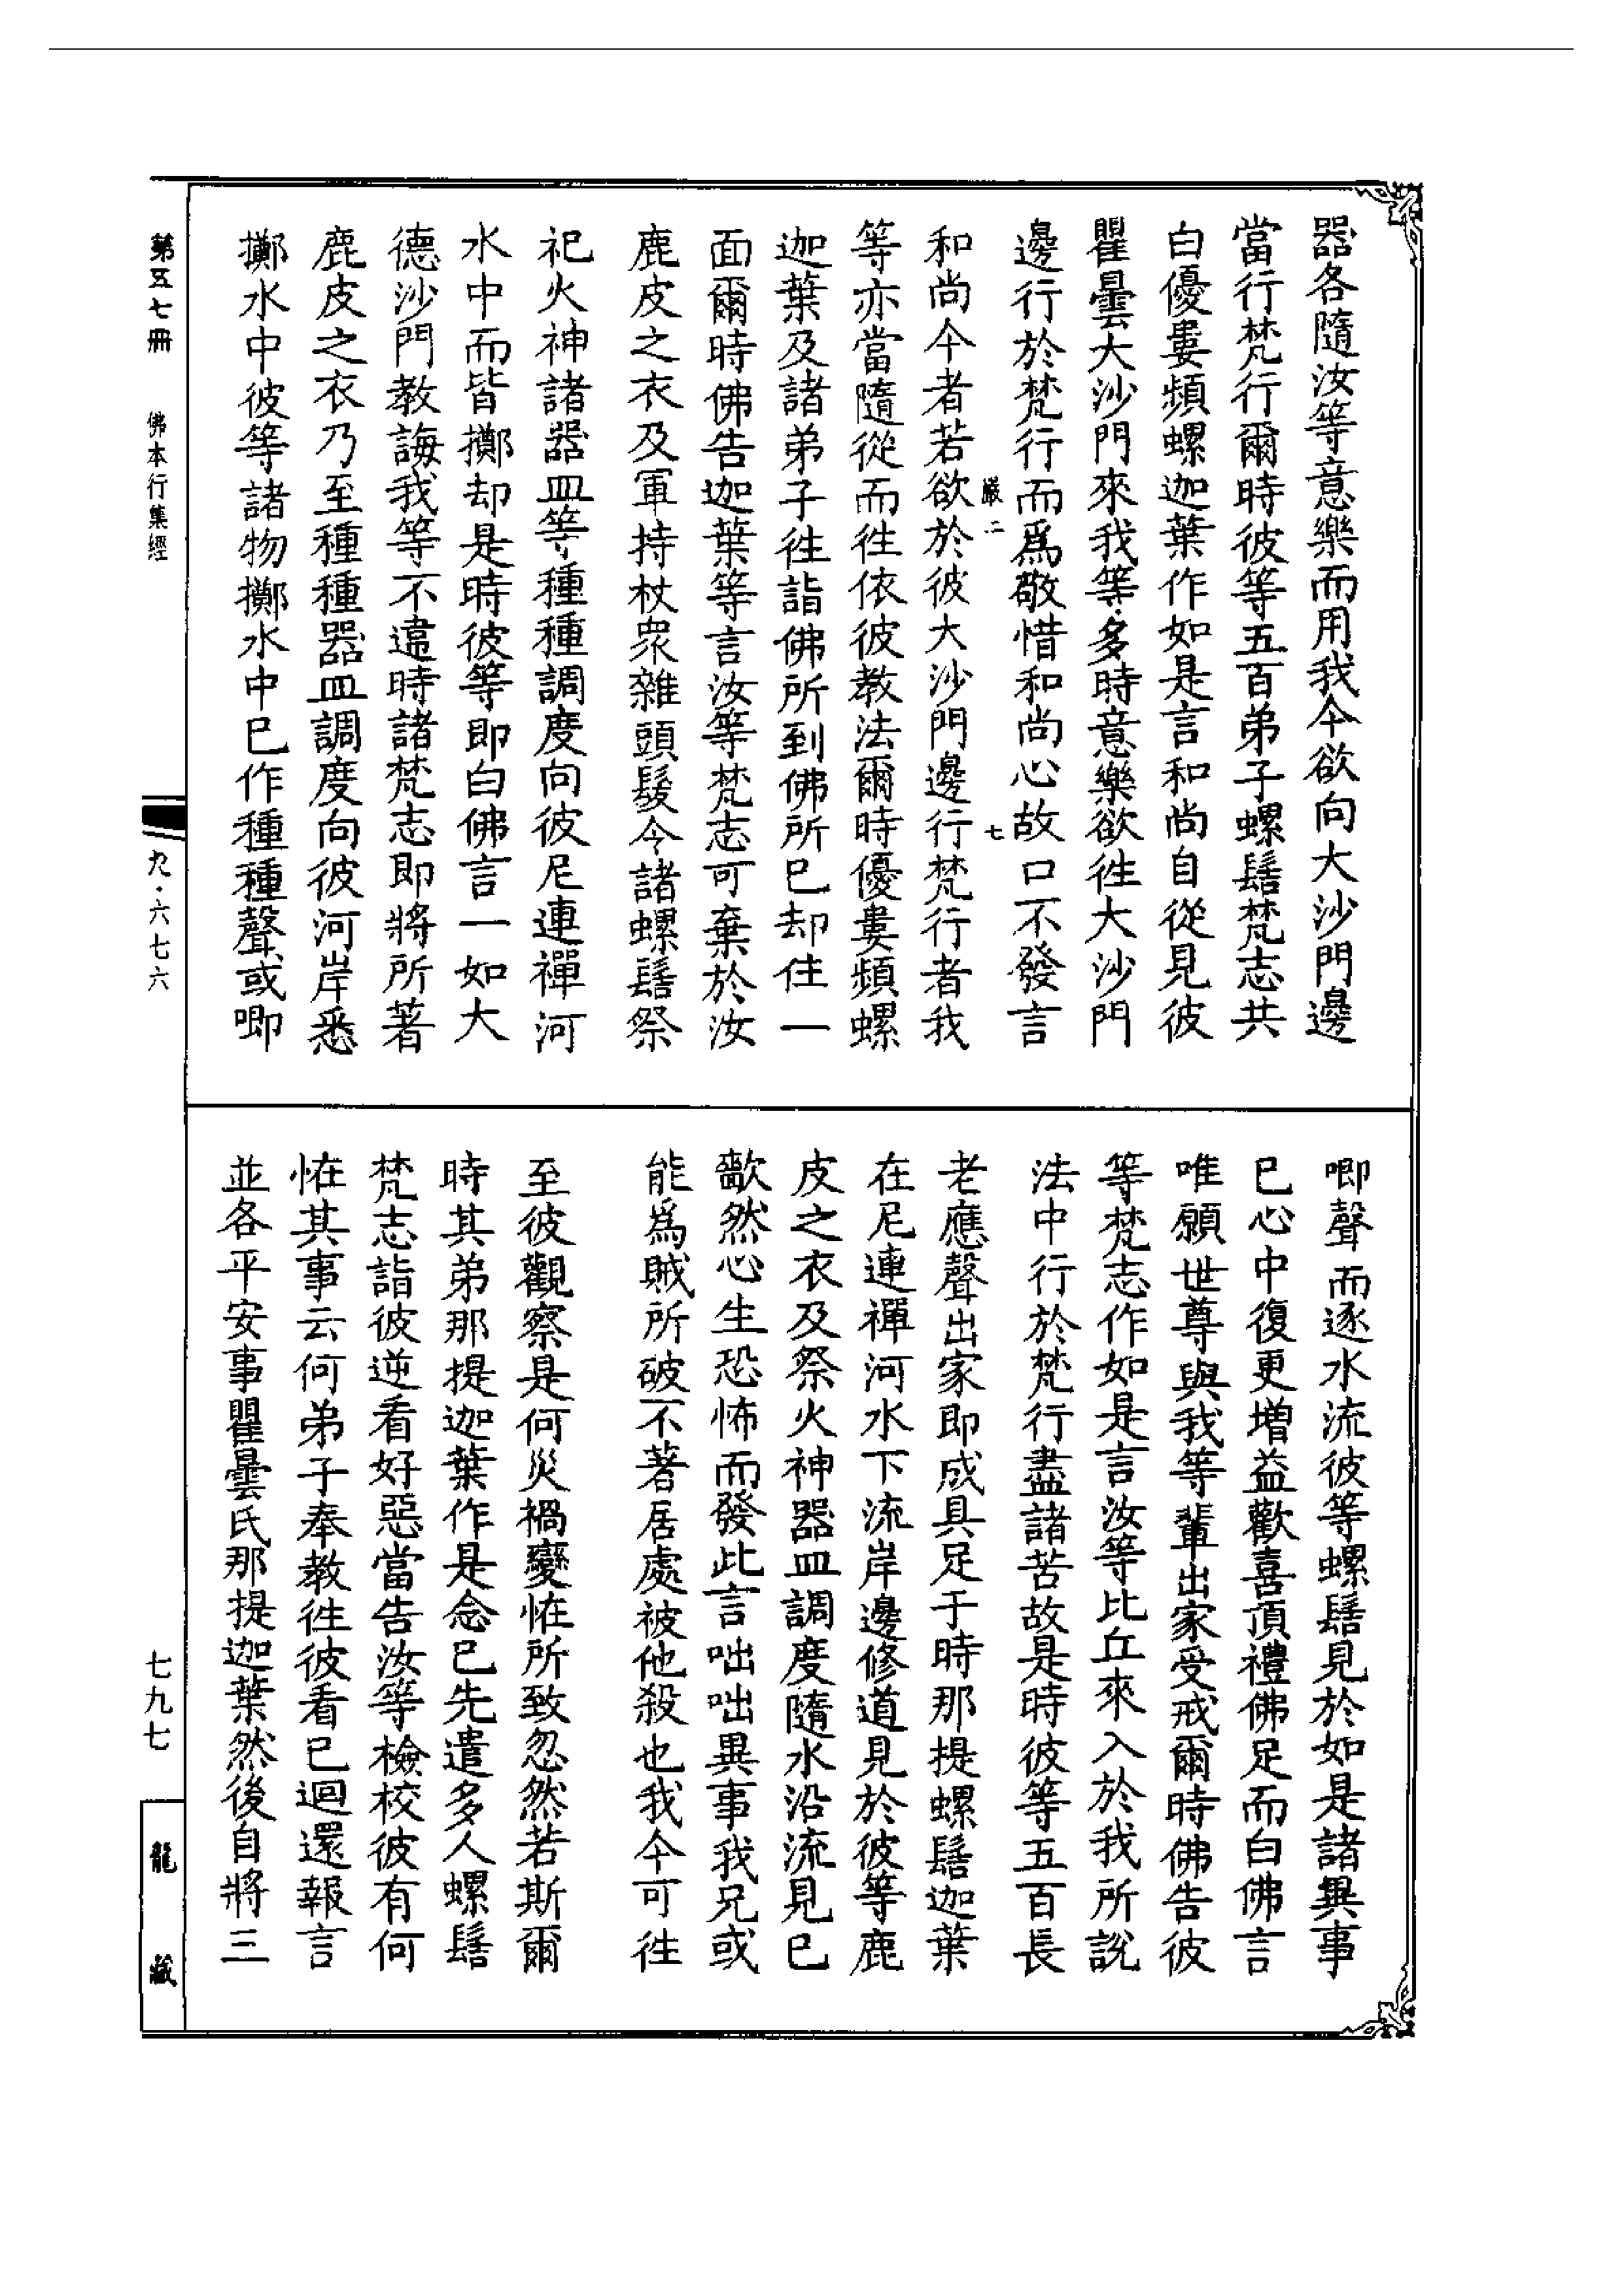 器各隨汝等意樂而用我今欲向大沙門邊
當行梵行爾時彼等五百弟子螺髻梵志共
白優婁頻螺迦葉作如是言和尚自從見彼
瞿曇大沙門來我等多時意樂欲往大沙門
邊行於梵行而爲敬惜和尚心故口不發言
嚴二 七
和尚今者若欲於彼大沙門邊行梵行者我
等亦當隨從而往依彼教法爾時優婁頻螺
迦葉及諸弟子往詣佛所到佛所已却住一
面爾時佛告迦葉等言汝等梵志可棄於汝
鹿皮之衣及軍持杖衆雜頭髮今諸螺髻祭
祀火神諸器皿等種種調度向彼尼連禪河
水中而皆擲却是時彼等即白佛言一如大
德沙門教誨我等不違時諸梵志即將所著
鹿皮之衣乃至種種器皿調度向彼河岸悉
擲水中彼等諸物擲水中已作種種聲或唧
唧聲而逐水流彼等螺髻見於如是諸異事
已心中復更增益歡喜頂禮佛足而白佛言
唯願世尊與我等輩出家受戒爾時佛告彼
等梵志作如是言汝等比丘來入於我所說
法中行於梵行盡諸苦故是時彼等五百長
老應聲出家即成具足于時那提螺髻迦葉
在尼連禪河水下流岸邊修道見於彼等鹿
皮之衣及祭火神器皿調度隨水沿流見已
歘然心生恐怖而發此言咄咄異事我兄或
能爲賊所破不著居處被他殺也我今可往
至彼觀察是何災禍變恠所致忽然若斯爾
時其弟那提迦葉作是念已先遣多人螺髻
梵志詣彼逆看好惡當告汝等檢校彼有何
恠其事云何弟子奉教往彼看已迴還報言
並各平安事瞿曇氏那提迦葉然後自將三
第五七冊 佛本行集經
九·六七六
七九七
龍藏